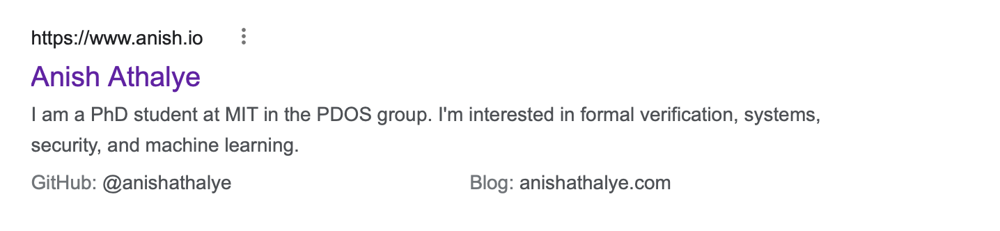 https://www.anish.io
Anish Athalye
I am a PhD student at MIT in the PDOS group. I'm interested in formal verification, systems,
security, and machine learning.
GitHub: @anishathalye Blog: anishathalye.com